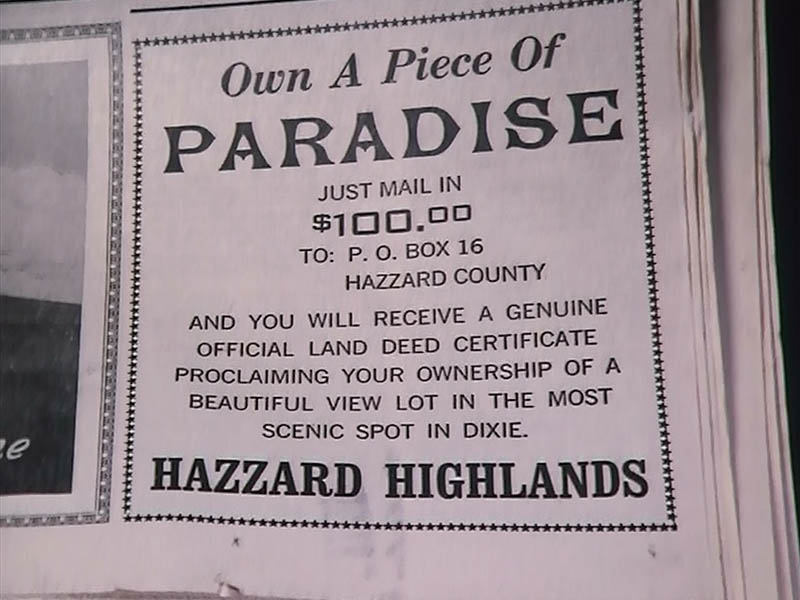 Own A Piece Of
PARADISE
JUST MAIL IN
$100.00
TO: P. O. BOX 16
HAZZARD COUNTY
AND YOU WILL RECEIVE A GENUINE
OFFICIAL LAND DEED CERTIFICATE
PROCLAIMING YOUR OWNERSHIP OF A
BEAUTIFUL VIEW LOT IN THE MOST
SCENIC SPOT IN DIXIE.
HAZZARD HIGHLANDS